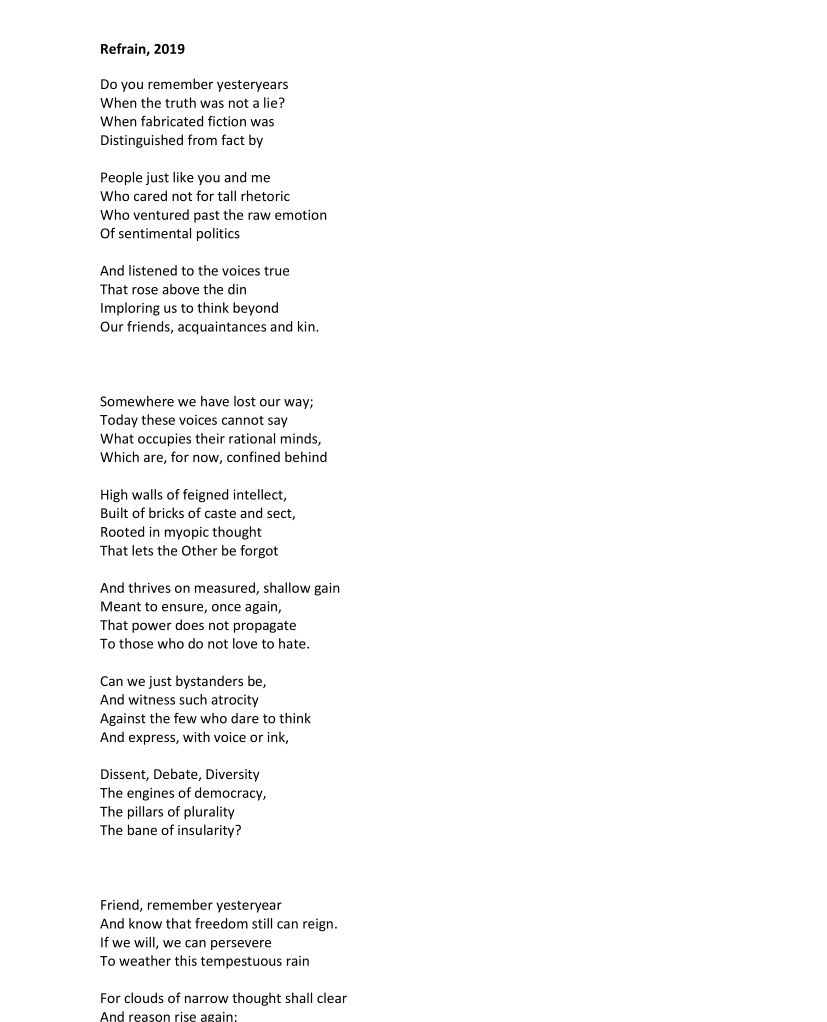 Refrain, 2019
Do you remember yesteryears
When the truth was not a lie?
When fabricated fiction was
Distinguished from fact by
People just like you and me
Who cared not for tall rhetoric
Who ventured past the raw emotion
Of sentimental politics
And listened to the voices true
That rose above the din
Imploring us to think beyond
Our friends, acquaintances and kin.
Somewhere we have lost our way;
Today these voices cannot say
What occupies their rational minds,
Which are, for now, confined behind
High walls of feigned intellect,
Built of bricks of caste and sect,
Rooted in myopic thought
That lets the Other be forgot
And thrives on measured, shallow gain
Meant to ensure, once again,
That power does not propagate
To those who do not love to hate.
Can we just bystanders be,
And witness such atrocity
Against the few who dare to think
And express, with voice or ink,
Dissent, Debate, Diversity
The engines of democracy,
The pillars of plurality
The bane of insularity?
Friend, remember yesteryear
And know that freedom still can reign.
If we will, we can persevere
To weather this tempestuous rain
For clouds of narrow thought shall clear
And reason rise again: